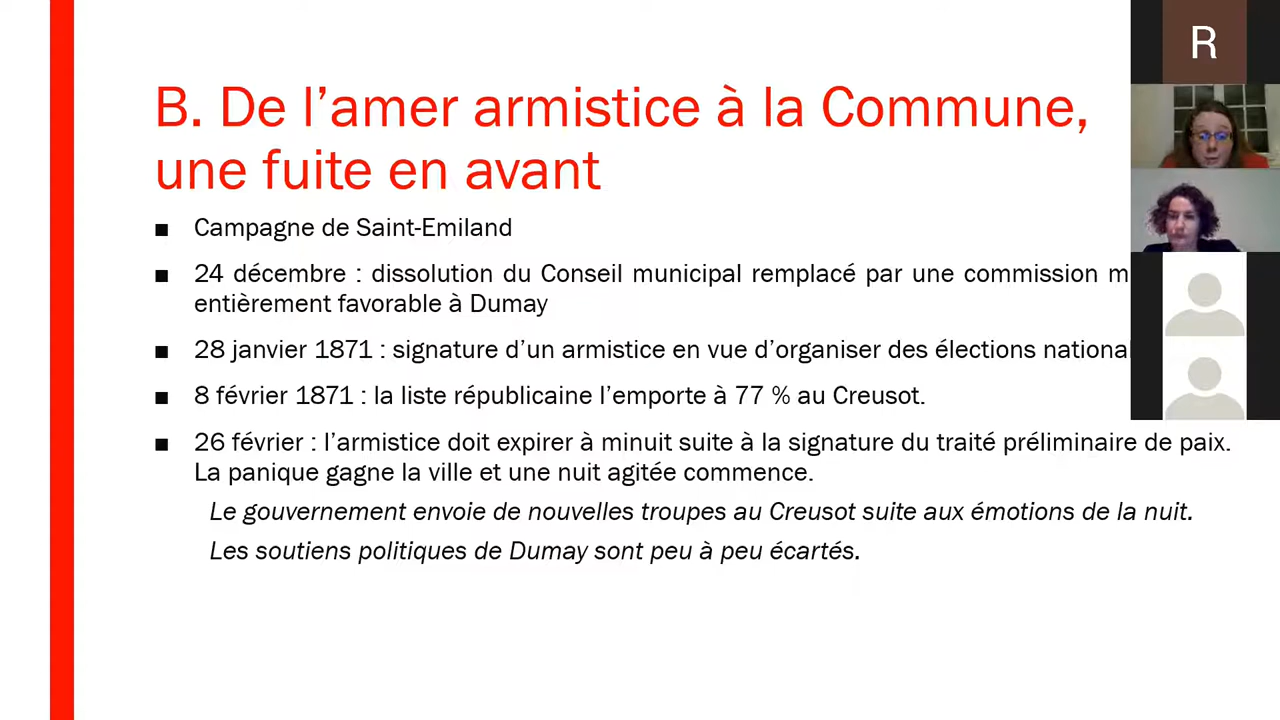 B. De l’amer armistice à la Commune,
une fuite en avant
■ Campagne de Saint-Emiland
■ 24 décembre : dissolution du Conseil municipal remplacé par une commission
entièrement favorable à Dumay
■ 28 janvier 1871 : signature d’un armistice en vue d’organiser des élections
■ 8 février 1871 : la liste républicaine l’emporte à 77 % au Creusot.
■ 26 février : l’armistice doit expirer à minuit suite à la signature du traité préliminaire de paix.
La panique gagne la ville et une nuit agitée commence.
Le gouvernement envoie de nouvelles troupes au Creusot suite aux émotions de la nuit.
Les soutiens politiques de Dumay sont peu à peu écartés.
R